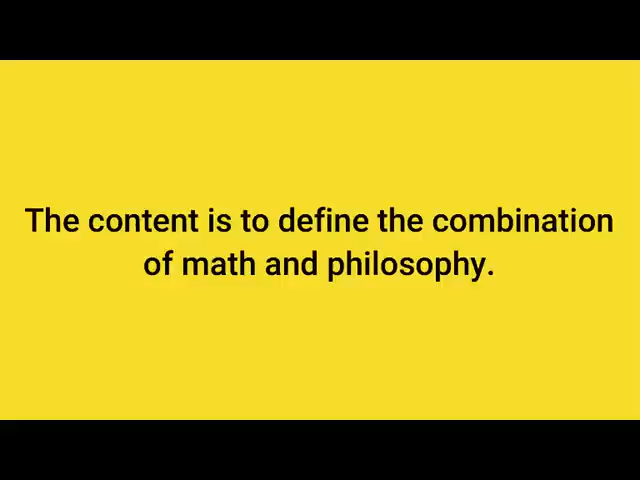 The content is to define the combination
of math and philosophy.